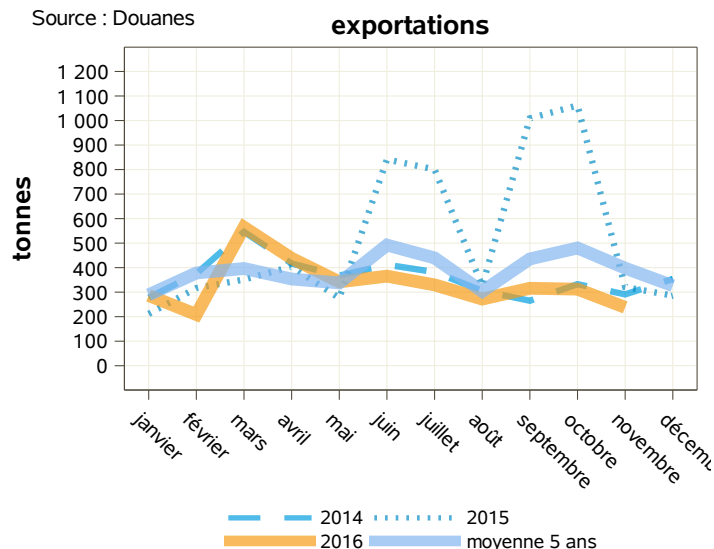 Source : Douanes
exportations
tonnes
1 200
1 100
1 000
900
800
700
600
500
400
300
200
100
0
janvier
février
mars
avril
mai
juin
juillet
août
septembre
octobre
novembre
décemb
2014
2015
2016
moyenne 5 ans